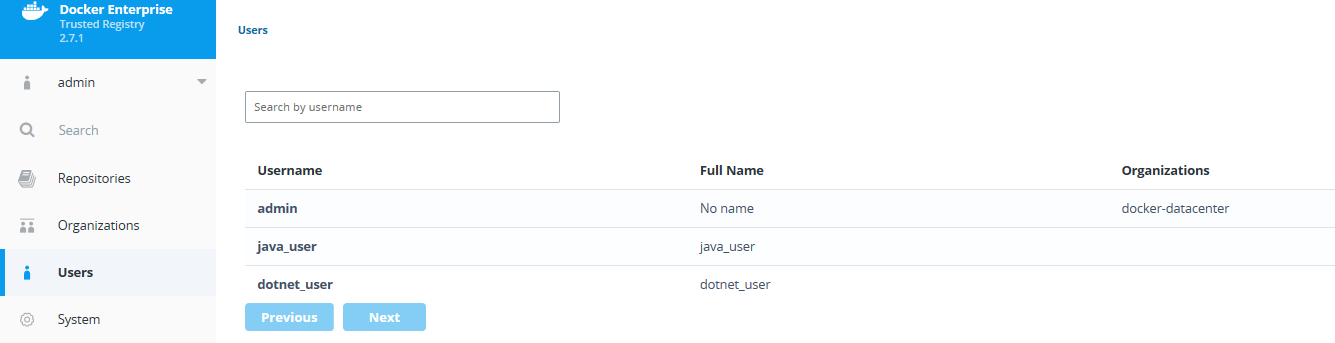 Docker Enterprise
Trusted Registry
2.7.1
admin
Search
Repositories
Organizations
Users
System
Users
Search by username
Username Full Name Organizations
admin No name docker-datacenter
java_user java_user
dotnet_user dotnet_user
Previous Next